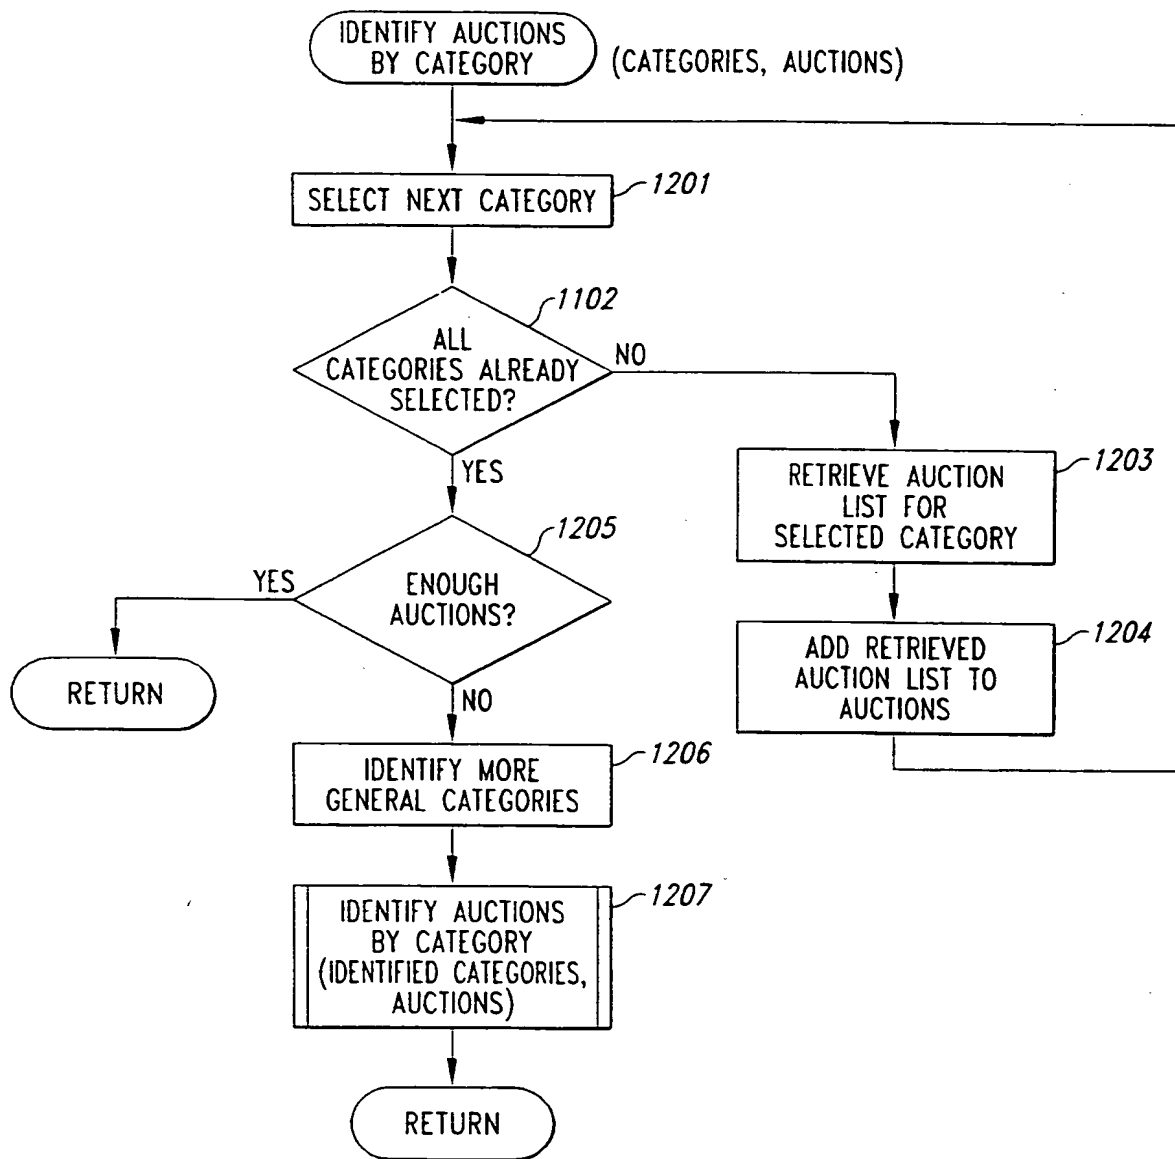 IDENTIFY AUCTIONS
BY CATEGORY
(CATEGORIES, AUCTIONS)
SELECT NEXT CATEGORY
1201
1102
ALL
CATEGORIES ALREADY
SELECTED?
NO
YES
RETRIEVE AUCTION
LIST FOR
SELECTED CATEGORY
1203
1205
ENOUGH
AUCTIONS?
YES
NO
RETURN
ADD RETRIEVED
AUCTION LIST TO
AUCTIONS
1204
IDENTIFY MORE
GENERAL CATEGORIES
1206
IDENTIFY AUCTIONS
BY CATEGORY
(IDENTIFIED CATEGORIES,
AUCTIONS)
1207
RETURN